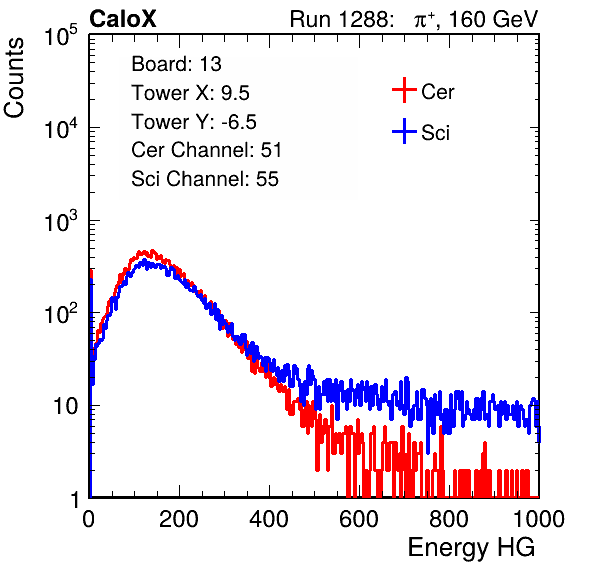 CaloX Run 1288: π⁺, 160 GeV
Counts
Board: 13
Tower X: 9.5
Tower Y: -6.5
Cer Channel: 51
Sci Channel: 55
Cer
Sci
10⁵
10⁴
10³
10²
10
1
0 200 400 600 800 1000
Energy HG